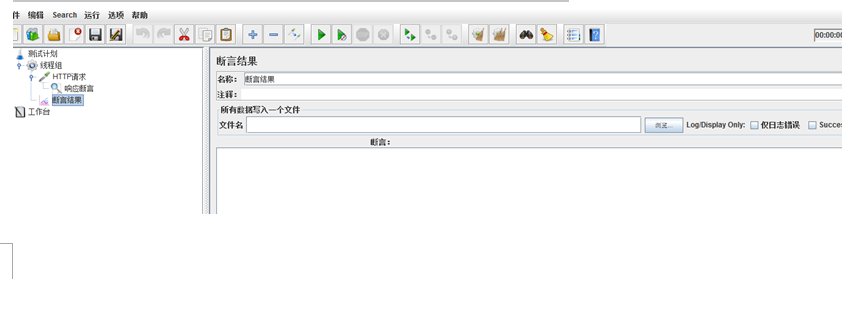 件 编辑 Search 运行 选项 帮助
00:00:00
测试计划
线程组
HTTP请求
响应断言
断言结果
工作台
断言结果
名称： 断言结果
注释：
所有数据写入一个文件
文件名 浏览... Log/Display Only: 仅日志错误 Succes
断言：